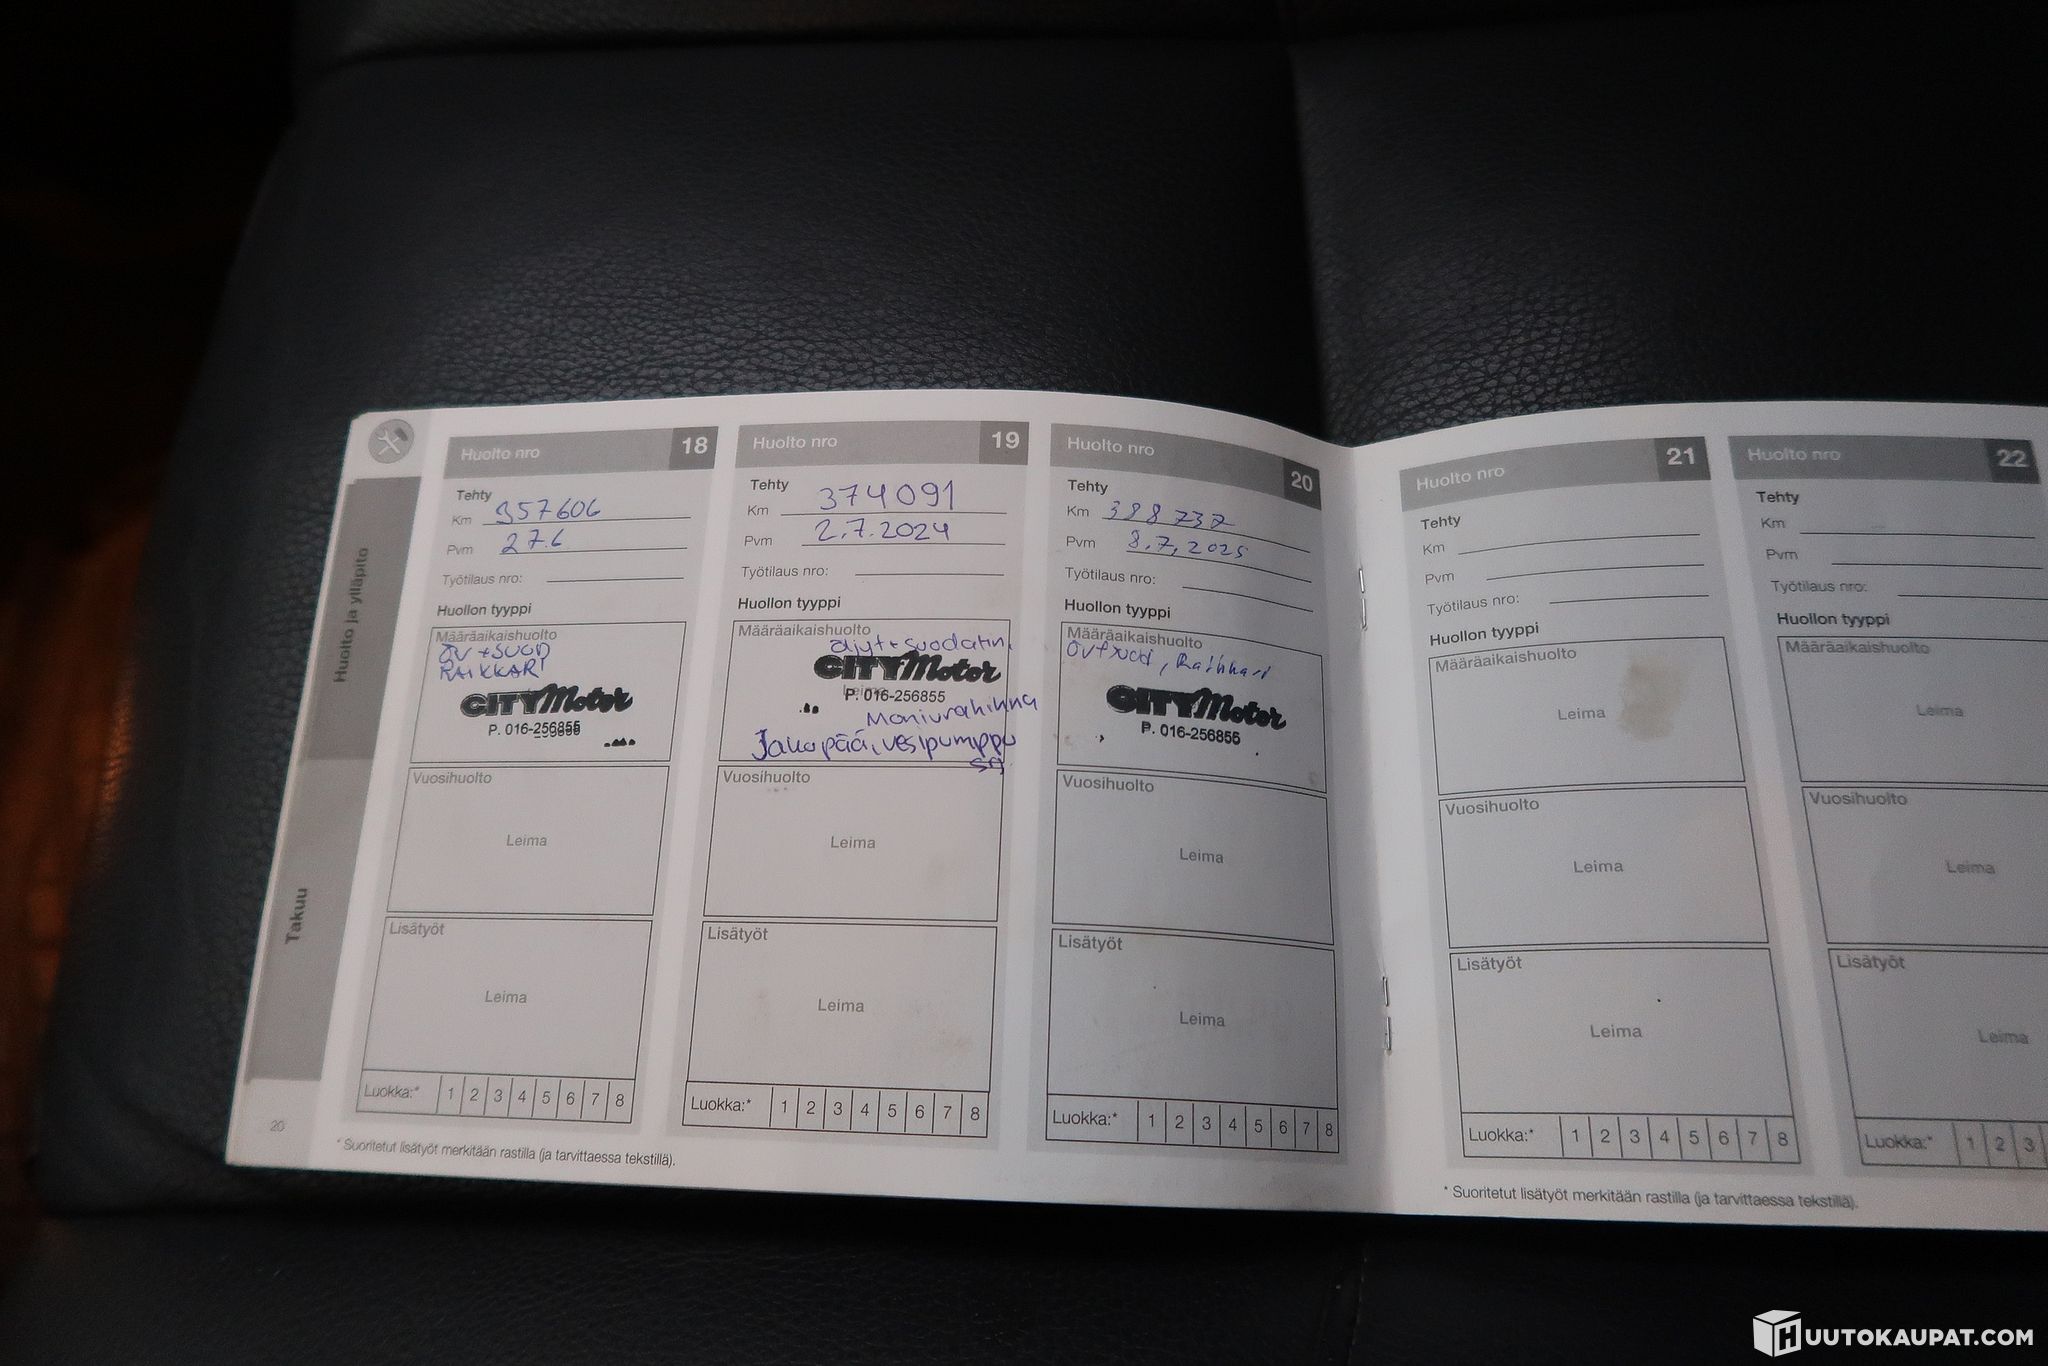 Huolto ja ylläpito
Takuu
20
Huolto nro 18
Tehty
Km 357606
Pvm 27.6
Työtilaus nro:
Huollon tyyppi
Määräaikaishuolto
ÖV+SUOD
RAIKKARI
CITY Motor
P. 016-256855
Vuosihuolto
Leima
Lisätyöt
Leima
Luokka:* 1 2 3 4 5 6 7 8
Huolto nro 19
Tehty
Km 374091
Pvm 2.7.2024
Työtilaus nro:
Huollon tyyppi
Määräaikaishuolto
öljyt+suodatin.
CITY Motor
Leima
P. 016-256855
Moniurahihna
Jakopää, vesipumppu
Vuosihuolto
Leima
Lisätyöt
Leima
Luokka:* 1 2 3 4 5 6 7 8
Huolto nro 20
Tehty
Km 388737
Pvm 8.7.2025
Työtilaus nro:
Huollon tyyppi
Määräaikaishuolto
öv+suod, Raikkari
CITY Motor
P. 016-256855
Vuosihuolto
Leima
Lisätyöt
Leima
Luokka:* 1 2 3 4 5 6 7 8
* Suoritetut lisätyöt merkitään rastilla (ja tarvittaessa tekstillä).
Huolto nro 21
Tehty
Km
Pvm
Työtilaus nro:
Huollon tyyppi
Määräaikaishuolto
Leima
Vuosihuolto
Leima
Lisätyöt
Leima
Luokka:* 1 2 3 4 5 6 7 8
Huolto nro 22
Tehty
Km
Pvm
Työtilaus nro:
Huollon tyyppi
Määräaikaishuolto
Leima
Vuosihuolto
Leima
Lisätyöt
Leima
Luokka:* 1 2 3
* Suoritetut lisätyöt merkitään rastilla (ja tarvittaessa tekstillä).
HUUTOKAUPAT.COM